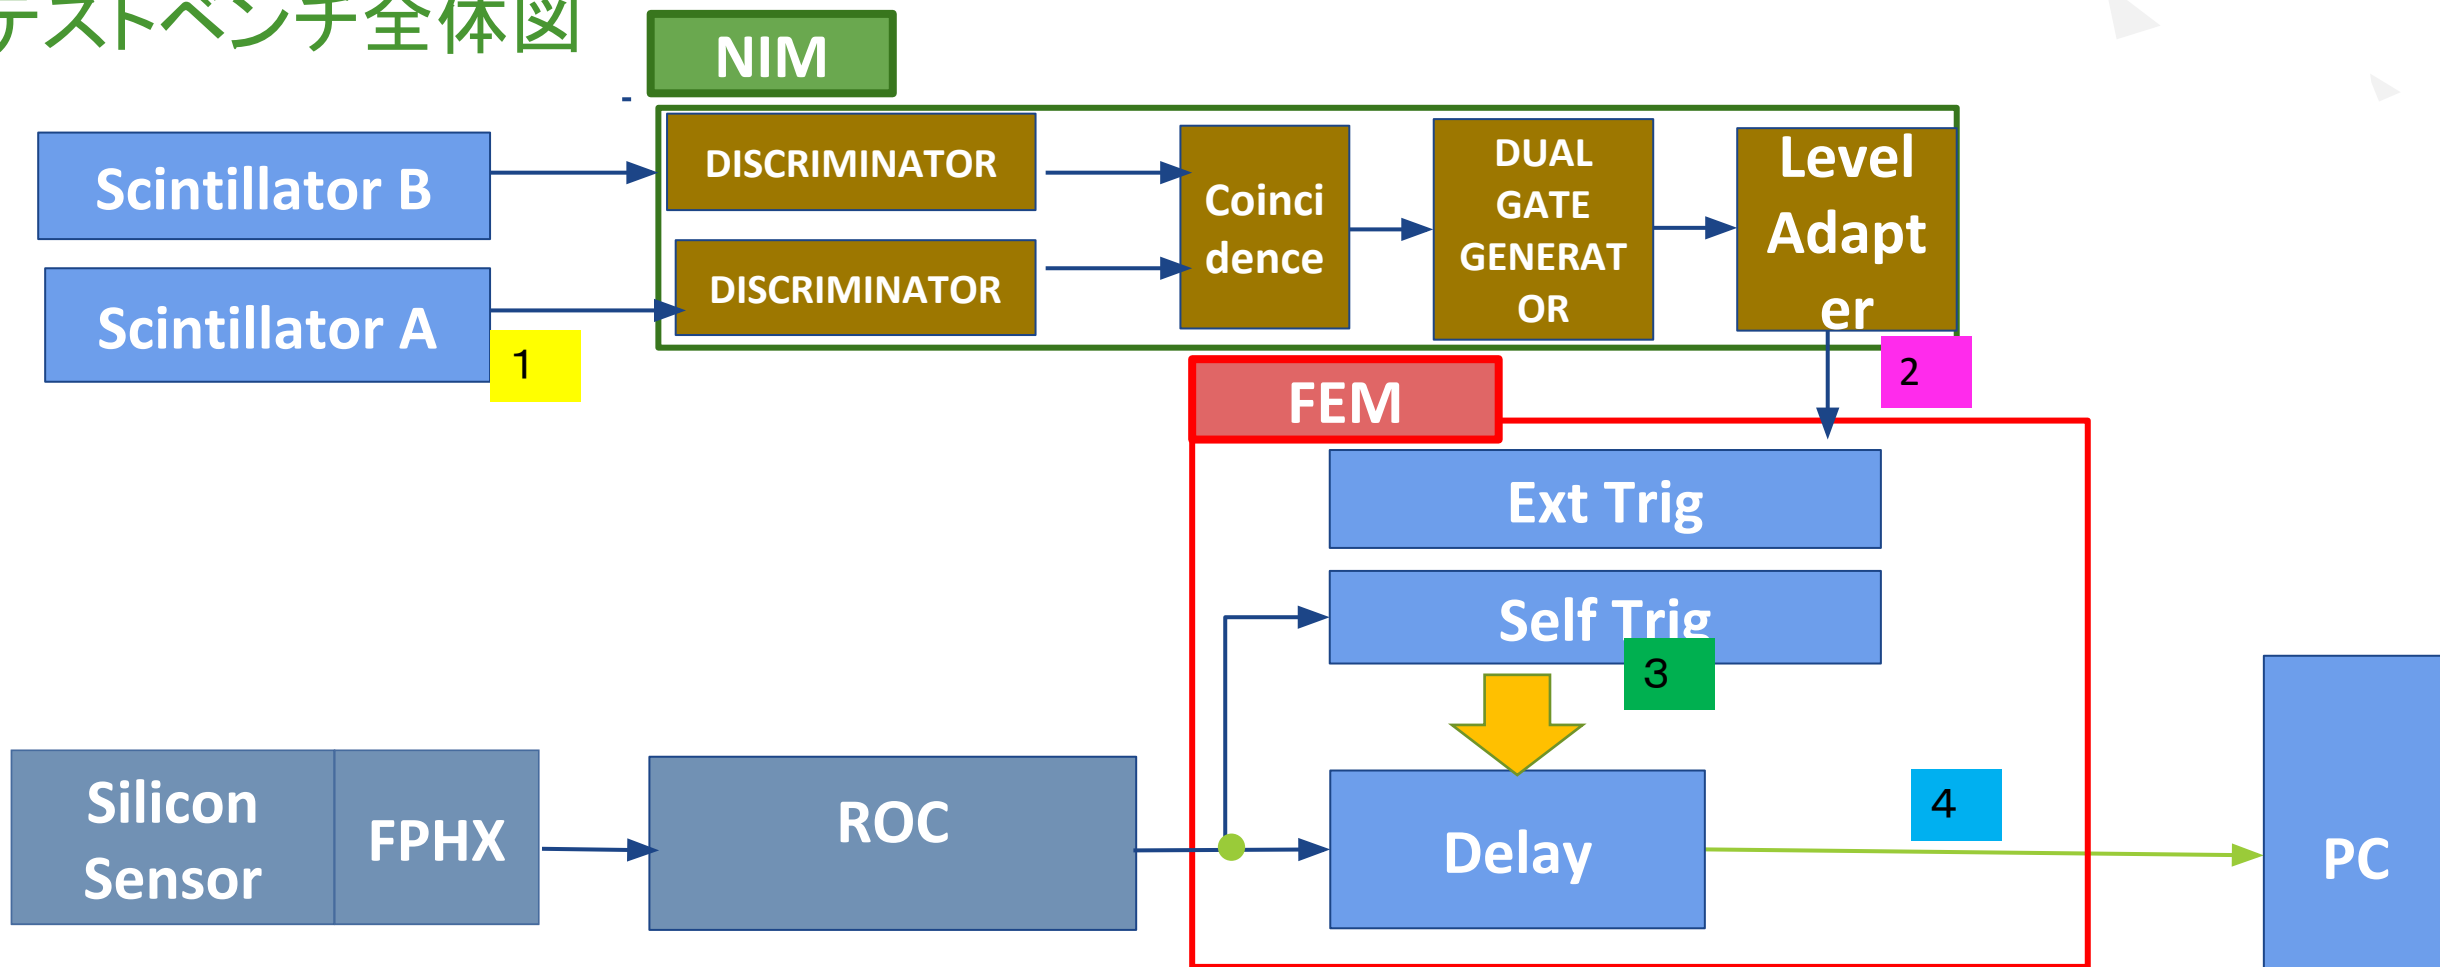 テストベンチ全体図
NIM
-
Scintillator B
Scintillator A
1
DISCRIMINATOR
DISCRIMINATOR
Coinci
dence
DUAL
GATE
GENERAT
OR
Level
Adapt
er
2
FEM
Ext Trig
Self Trig
3
Silicon
Sensor
FPHX
ROC
Delay
4
PC